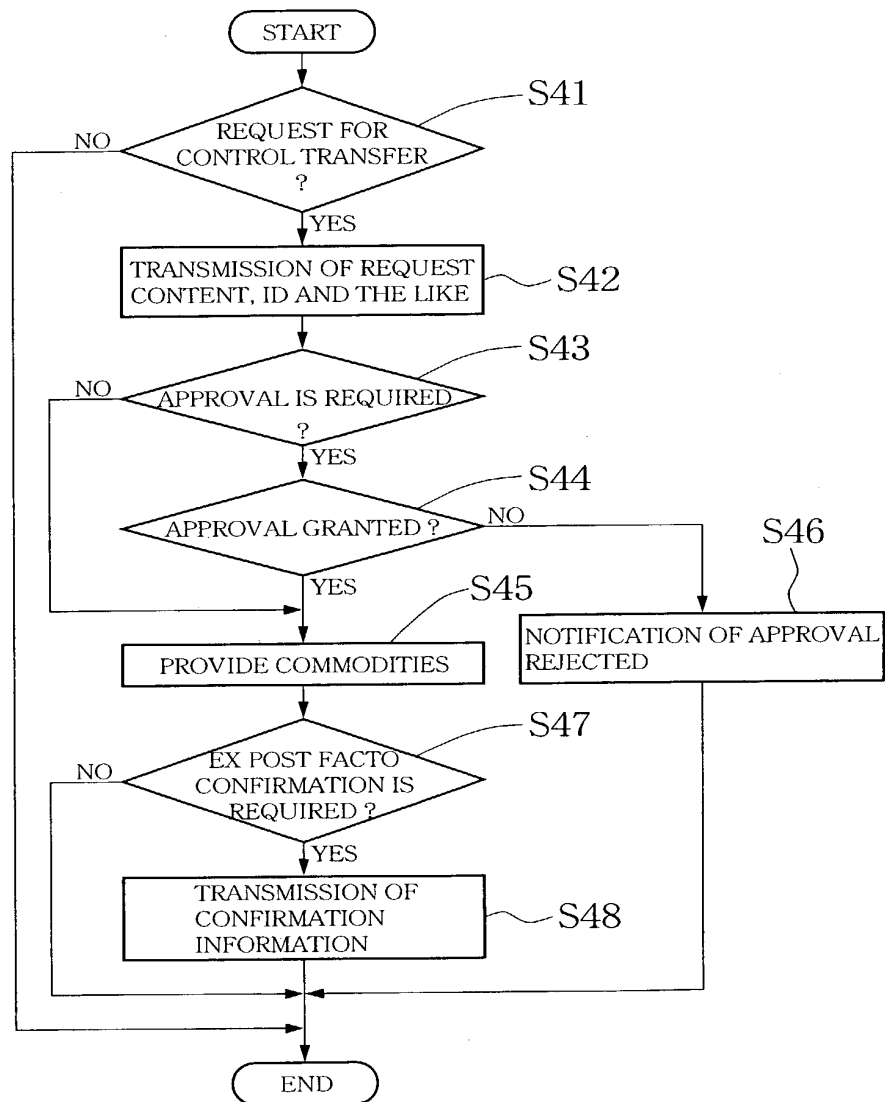 START
S41
REQUEST FOR
NO
CONTROL TRANSFER
?
YES
TRANSMISSION OF REQUEST
CONTENT, ID AND THE LIKE
S42
S43
NO
APPROVAL IS REQUIRED
?
YES
S44
APPROVAL GRANTED ?
NO
S46
YES
S45
NOTIFICATION OF APPROVAL
REJECTED
PROVIDE COMMODITIES
S47
EX POST FACTO
NO
CONFIRMATION IS
REQUIRED ?
YES
TRANSMISSION OF
CONFIRMATION
INFORMATION
S48
END